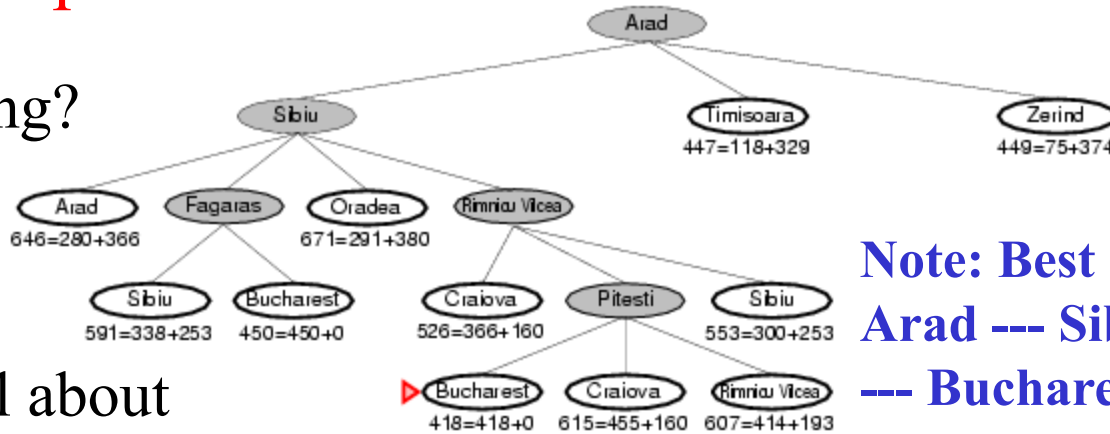 Arad
ng?
Sibiu
Timisoara
Zerind
447=118+329
449=75+374
Arad
Fagaras
Oradea
Rimnicu Vilcea
646=280+366
671=291+380
Note: Best
Sibiu
Bucharest
Craiova
Pitesti
Sibiu
591=338+253
450=450+0
526=366+160
553=300+253
Arad --- Sib
l about
Bucharest
Craiova
Rimnicu Vilcea
--- Buchare
418=418+0
615=455+160
607=414+193